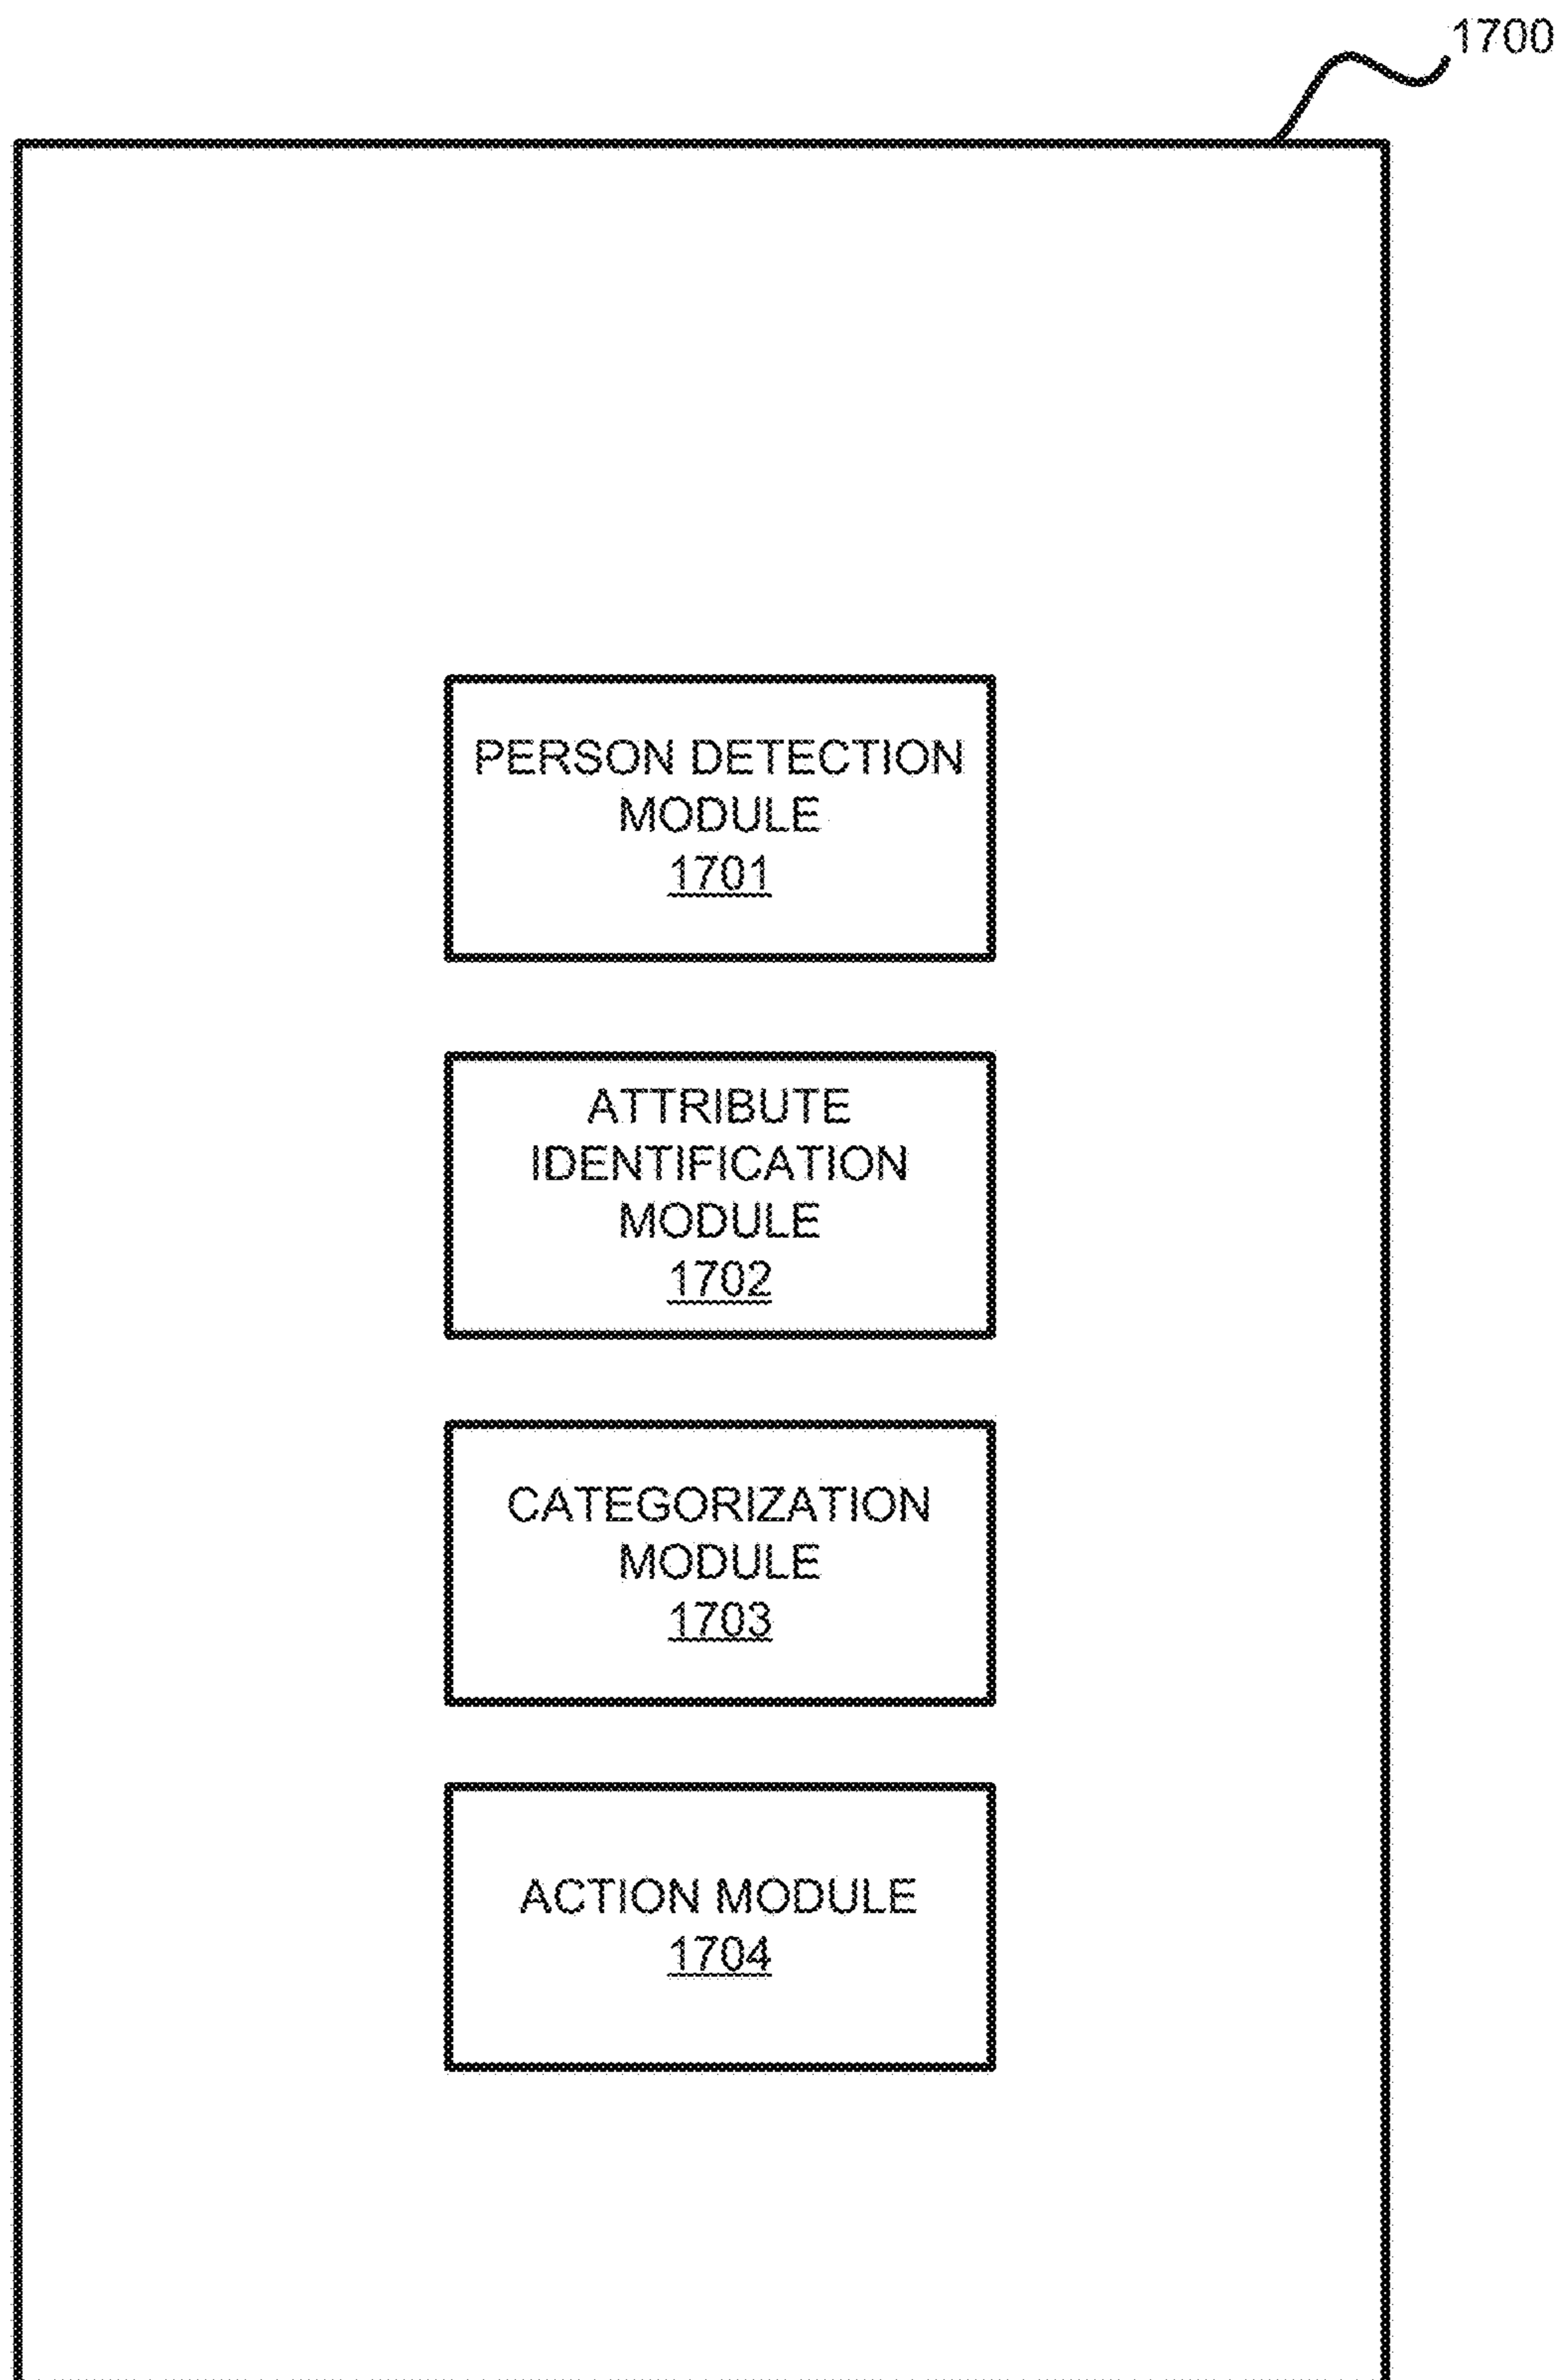 1700
PERSON DETECTION
MODULE
1701
ATTRIBUTE
IDENTIFICATION
MODULE
1702
CATEGORIZATION
MODULE
1703
ACTION MODULE
1704